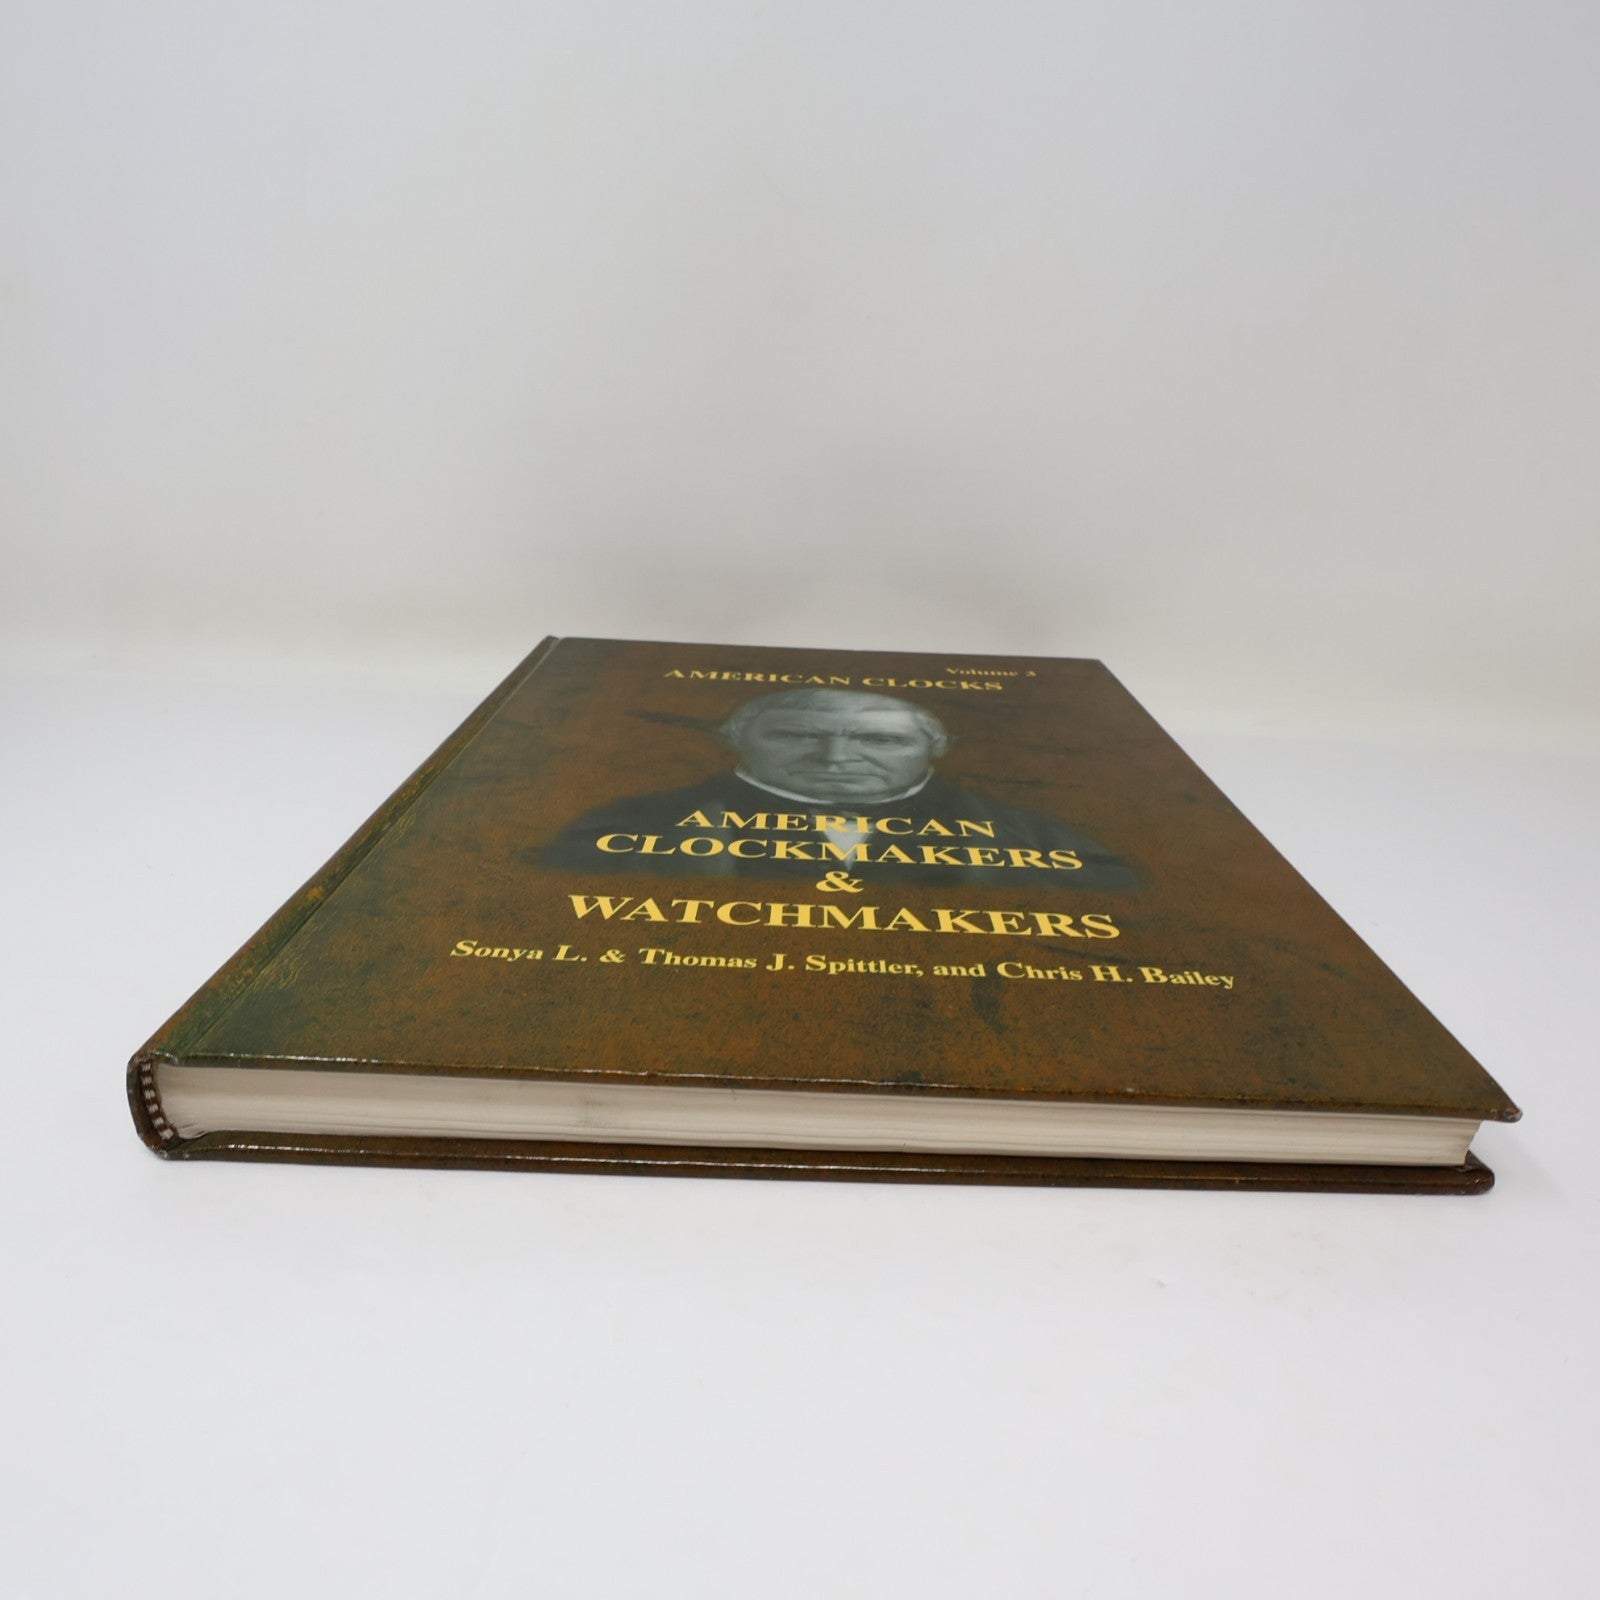 Volume 3
AMERICAN CLOCKS
AMERICAN
CLOCKMAKERS
&
WATCHMAKERS
Sonya L. & Thomas J. Spittler, and Chris H. Bailey